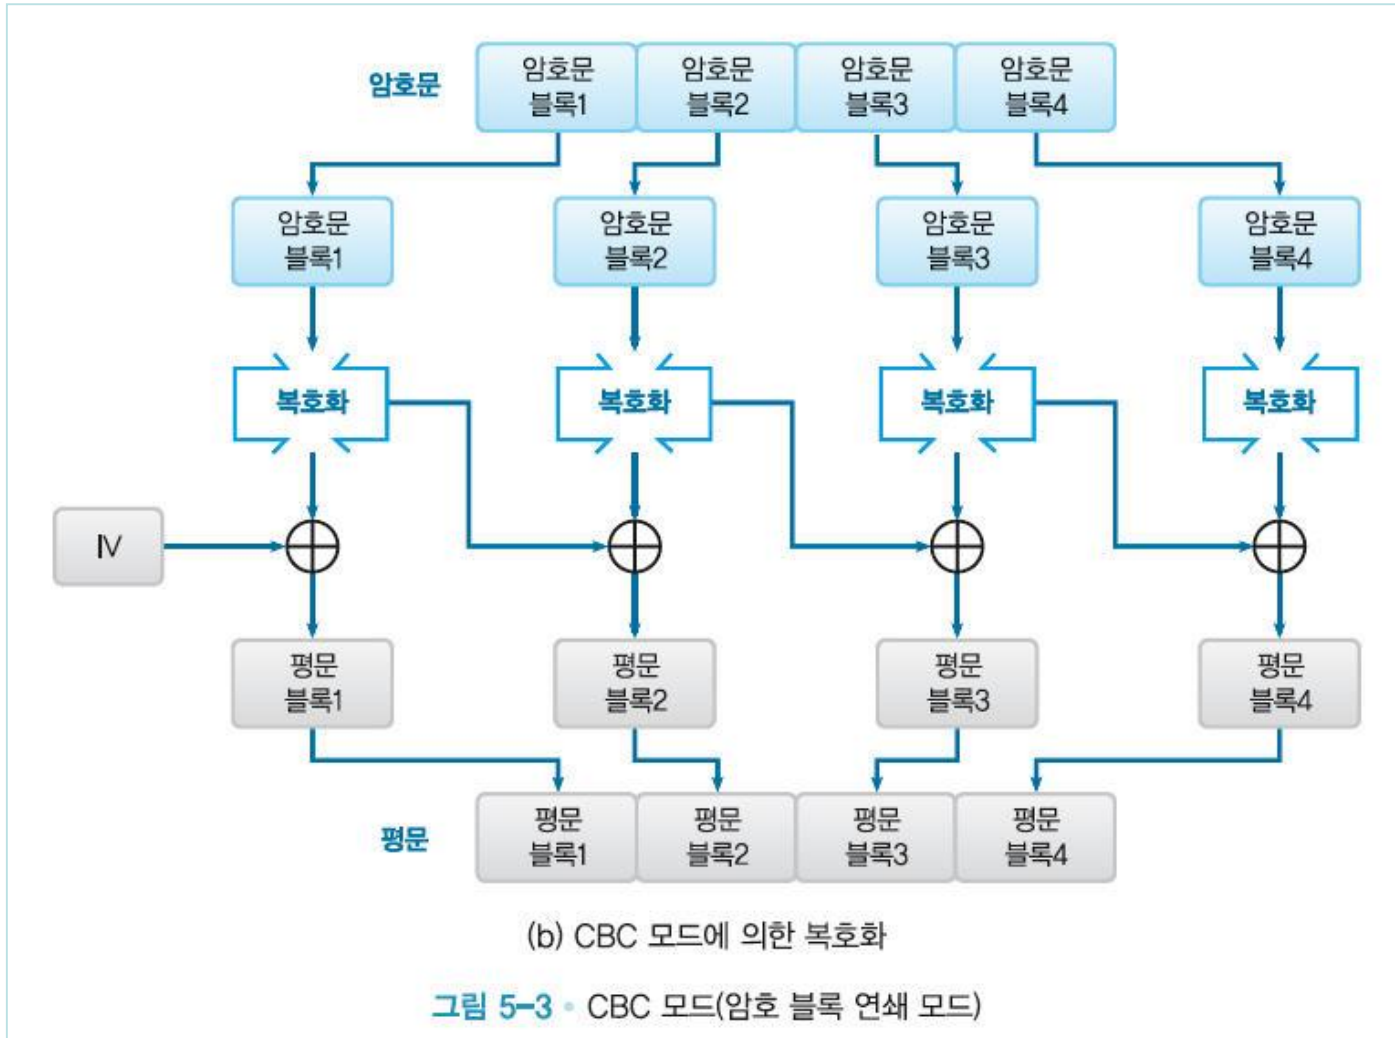 암호문
암호문 블록1
암호문 블록2
암호문 블록3
암호문 블록4
암호문 블록1
암호문 블록2
암호문 블록3
암호문 블록4
복호화
복호화
복호화
복호화
IV
평문 블록1
평문 블록2
평문 블록3
평문 블록4
평문
평문 블록1
평문 블록2
평문 블록3
평문 블록4
(b) CBC 모드에 의한 복호화
그림 5-3 • CBC 모드(암호 블록 연쇄 모드)